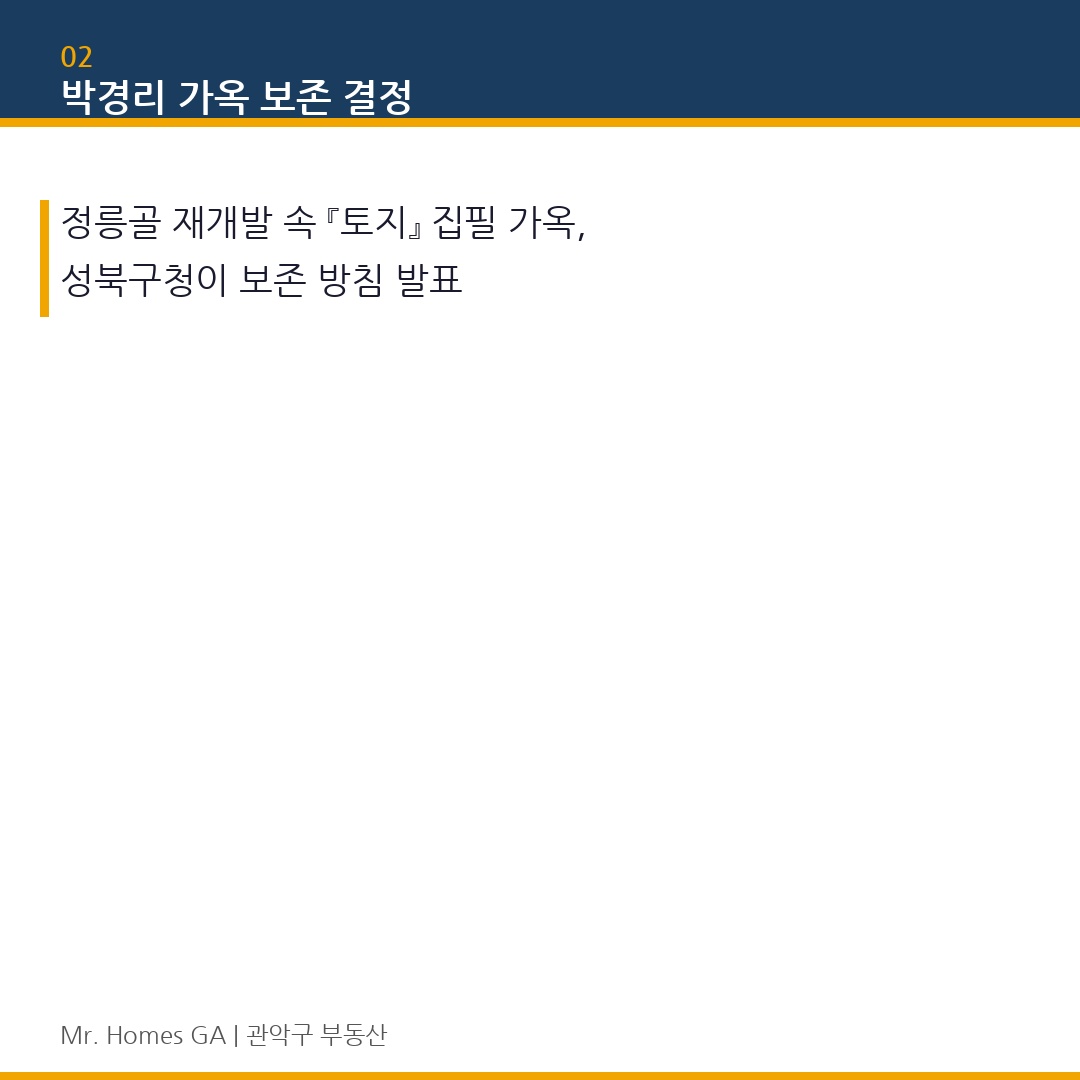 02
박경리 가옥 보존 결정
정릉골 재개발 속 『토지』 집필 가옥,
성북구청이 보존 방침 발표
Mr. Homes GA | 관악구 부동산